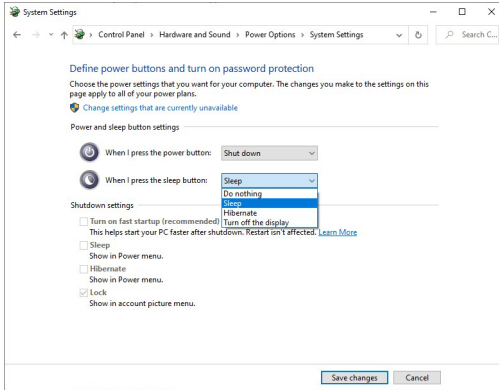 System Settings
Control Panel > Hardware and Sound > Power Options > System Settings
Search C...
Define power buttons and turn on password protection
Choose the power settings that you want for your computer. The changes you make to the settings on this
page apply to all of your power plans.
Change settings that are currently unavailable
Power and sleep button settings
When I press the power button: Shut down
When I press the sleep button: Sleep
Do nothing
Sleep
Hibernate
Turn off the display
Shutdown settings
Turn on fast startup (recommended)
This helps start your PC faster after shutdown. Restart isn't affected. Learn More
Sleep
Show in Power menu.
Hibernate
Show in Power menu.
Lock
Show in account picture menu.
Save changes Cancel